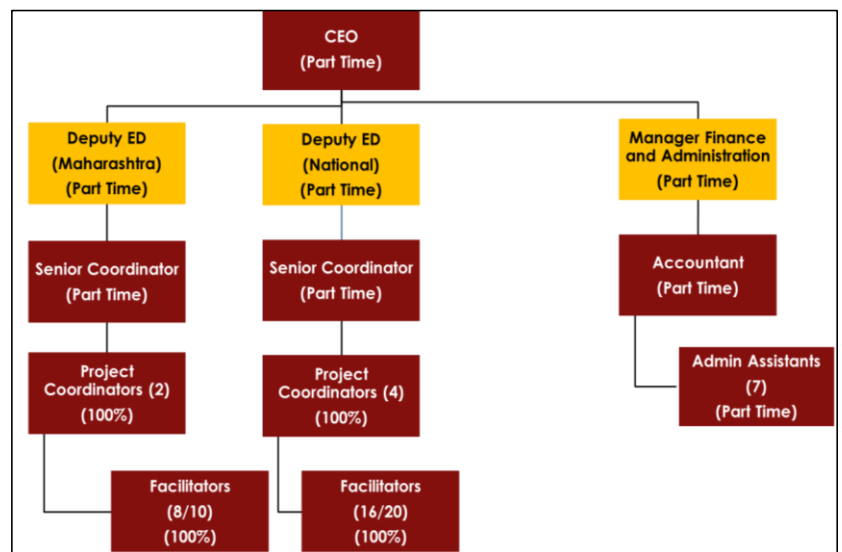 CEO
(Part Time)
Deputy ED
(Maharashtra)
(Part Time)
Deputy ED
(National)
(Part Time)
Manager Finance
and Administration
(Part Time)
Senior Coordinator
(Part Time)
Senior Coordinator
(Part Time)
Accountant
(Part Time)
Project
Coordinators (2)
(100%)
Project
Coordinators (4)
(100%)
Admin Assistants
(7)
(Part Time)
Facilitators
(8/10)
(100%)
Facilitators
(16/20)
(100%)